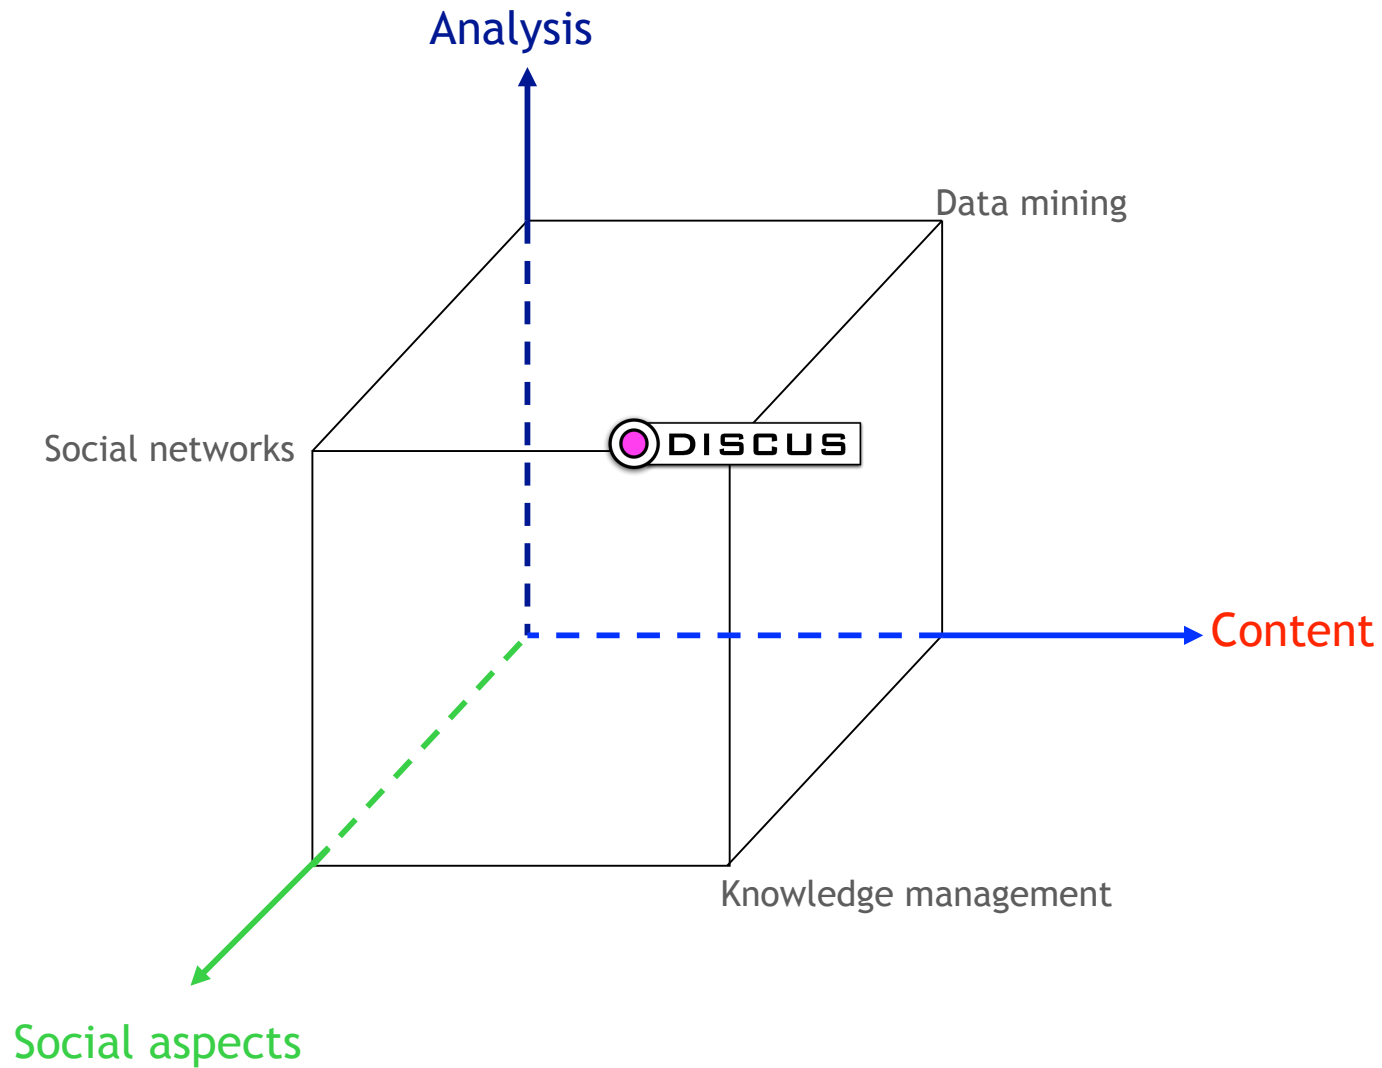 Analysis
Data mining
Social networks
DISCUS
Content
Knowledge management
Social aspects